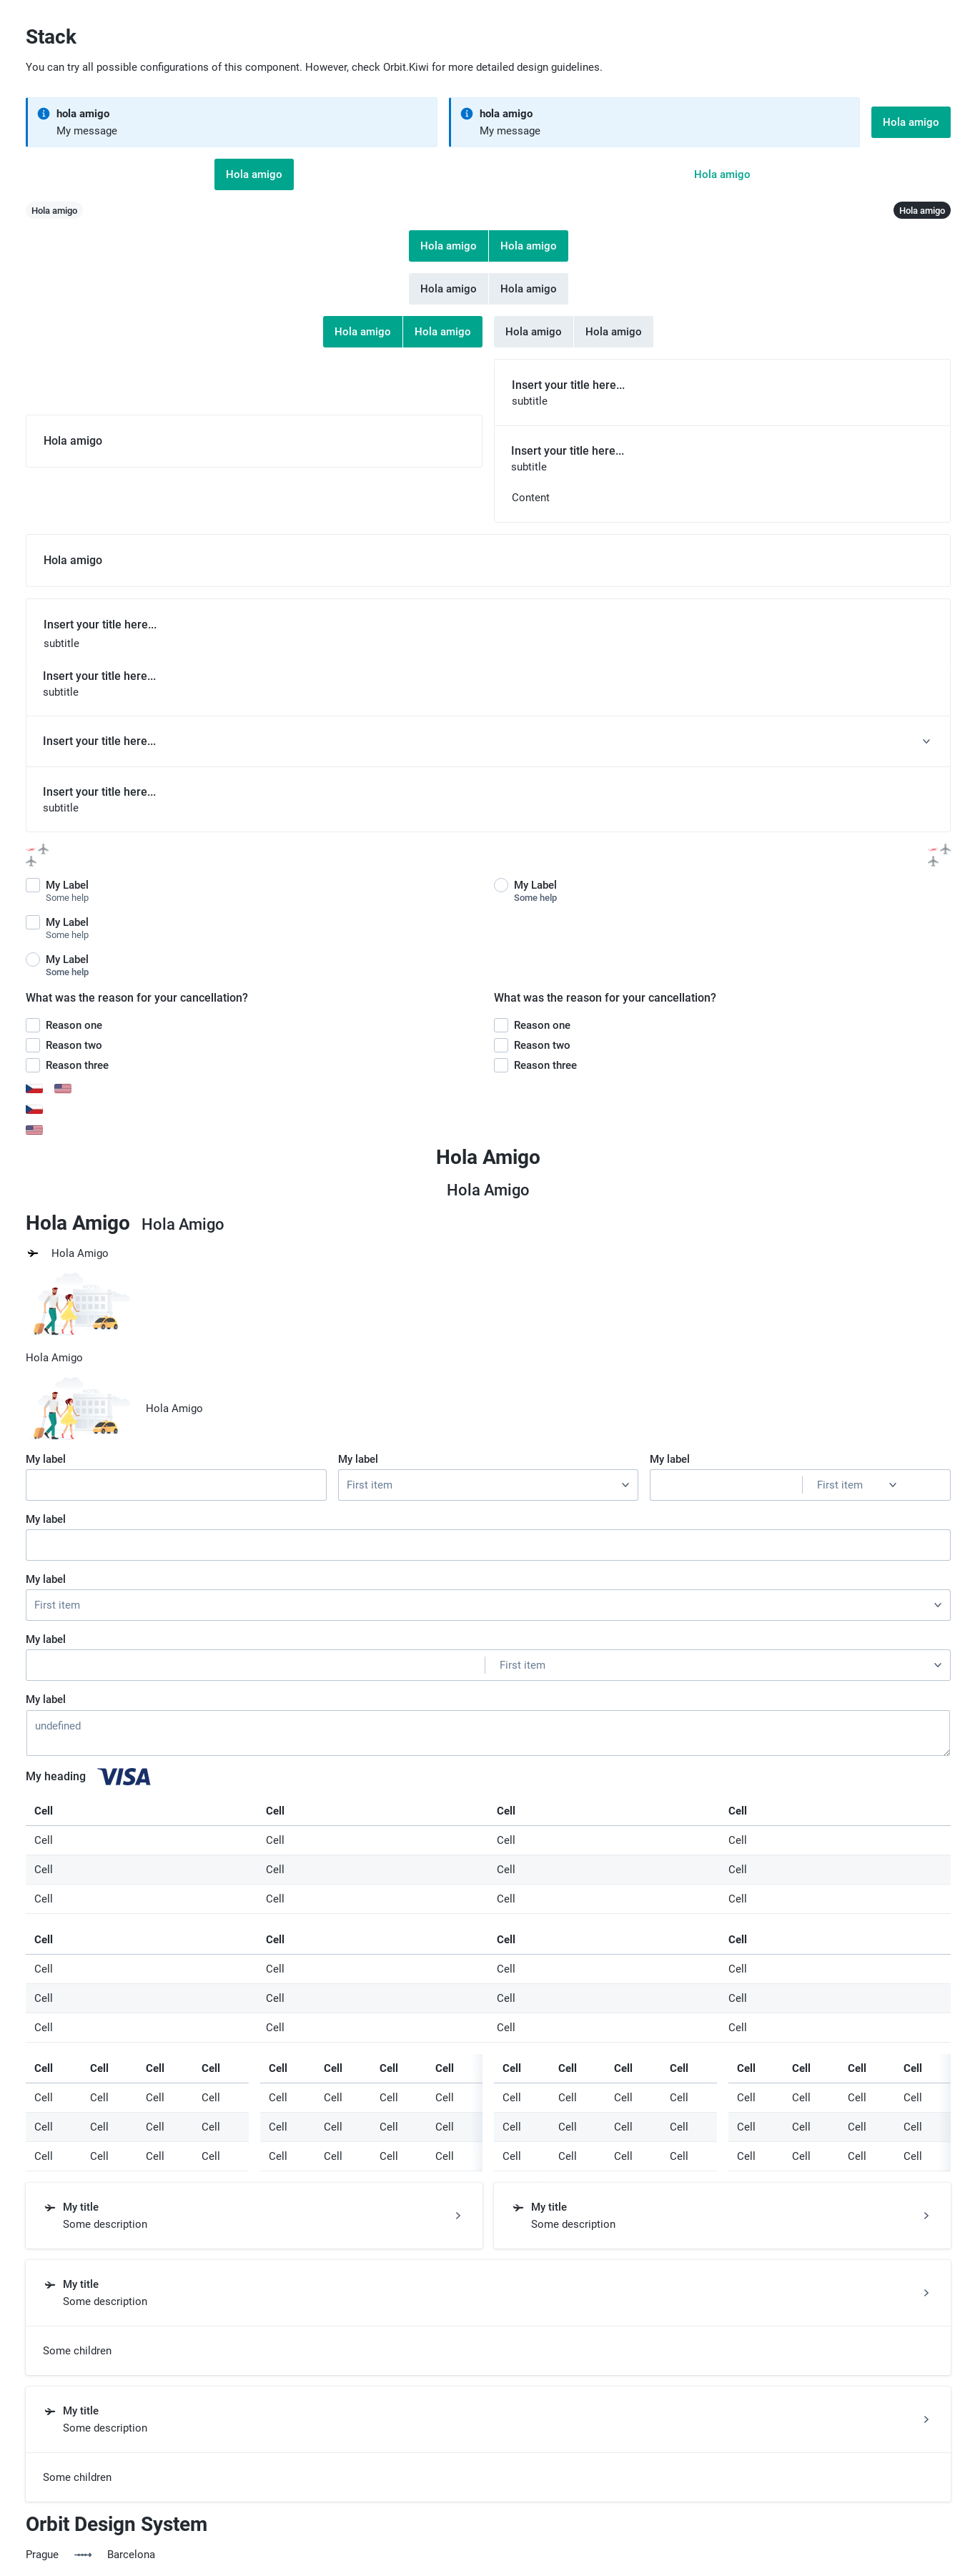 Stack
You can try all possible configurations of this component. However, check Orbit.Kiwi for more detailed design guidelines.
hola amigo
My message
hola amigo
My message
Hola amigo
Hola amigo
Hola amigo
Hola amigo
Hola amigo
Hola amigo Hola amigo
Hola amigo Hola amigo
Hola amigo Hola amigo Hola amigo Hola amigo
Hola amigo
Insert your title here...
subtitle
Insert your title here...
subtitle
Content
Hola amigo
Insert your title here...
subtitle
Insert your title here...
subtitle
Insert your title here...
Insert your title here...
subtitle
My Label
Some help
My Label
Some help
My Label
Some help
My Label
Some help
What was the reason for your cancellation?
Reason one
Reason two
Reason three
What was the reason for your cancellation?
Reason one
Reason two
Reason three
Hola Amigo
Hola Amigo
Hola Amigo Hola Amigo
Hola Amigo
Hola Amigo
Hola Amigo
My label
My label
First item
My label
First item
My label
My label
First item
My label
First item
My label
undefined
My heading VISA
Cell Cell Cell Cell
Cell Cell Cell Cell
Cell Cell Cell Cell
Cell Cell Cell Cell
Cell Cell Cell Cell
Cell Cell Cell Cell
Cell Cell Cell Cell
Cell Cell Cell Cell
Cell Cell Cell Cell Cell Cell Cell Cell Cell Cell Cell Cell Cell Cell Cell Cell
Cell Cell Cell Cell Cell Cell Cell Cell Cell Cell Cell Cell Cell Cell Cell Cell
Cell Cell Cell Cell Cell Cell Cell Cell Cell Cell Cell Cell Cell Cell Cell Cell
Cell Cell Cell Cell Cell Cell Cell Cell Cell Cell Cell Cell Cell Cell Cell Cell
My title
Some description
My title
Some description
My title
Some description
Some children
My title
Some description
Some children
Orbit Design System
Prague Barcelona